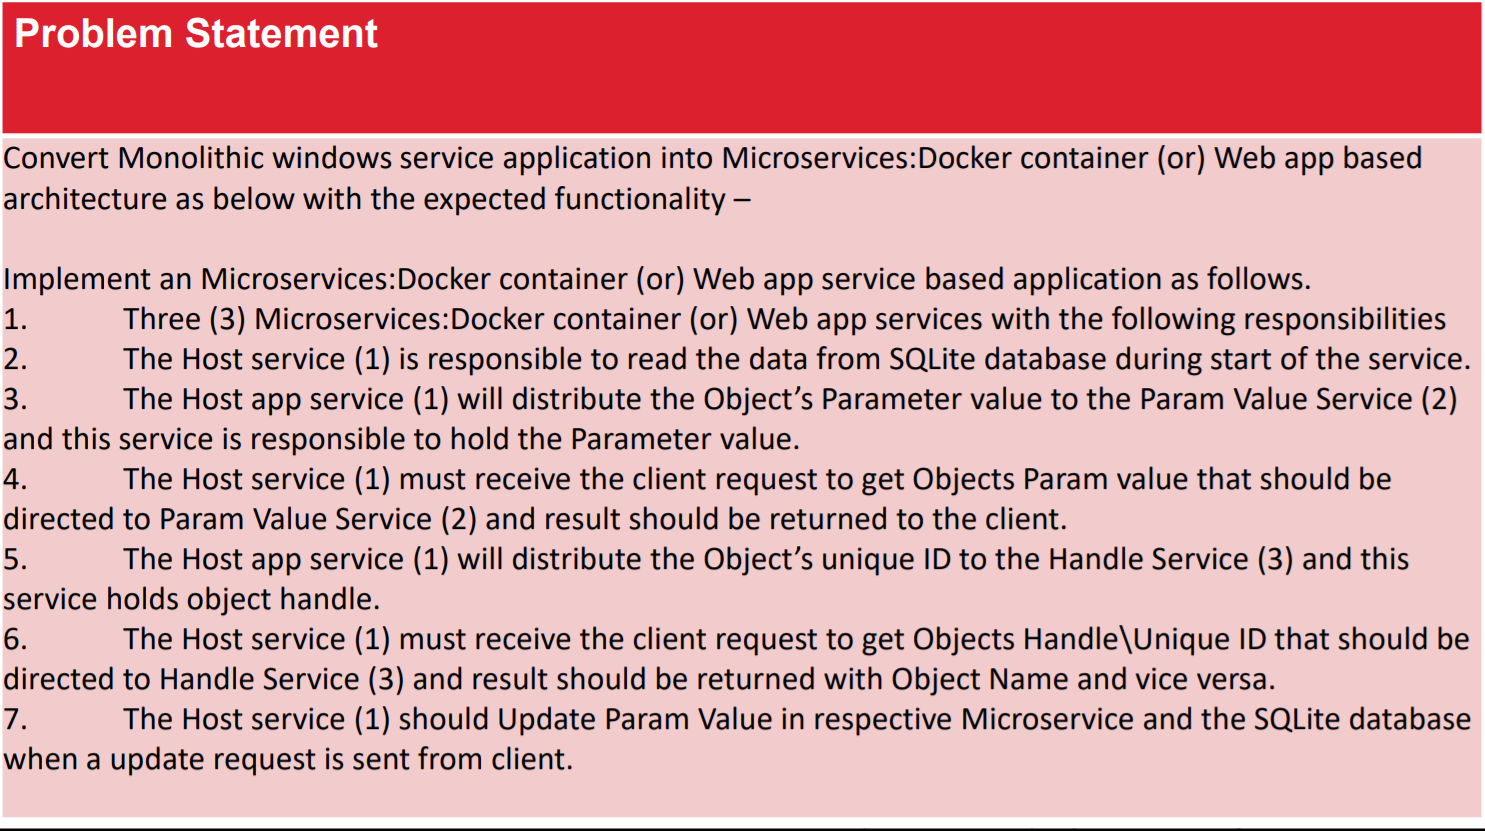 Problem Statement
Convert Monolithic windows service application into Microservices:Docker container (or) Web app based
architecture as below with the expected functionality –
Implement an Microservices:Docker container (or) Web app service based application as follows.
1. Three (3) Microservices:Docker container (or) Web app services with the following responsibilities
2. The Host service (1) is responsible to read the data from SQLite database during start of the service.
3. The Host app service (1) will distribute the Object’s Parameter value to the Param Value Service (2)
and this service is responsible to hold the Parameter value.
4. The Host service (1) must receive the client request to get Objects Param value that should be
directed to Param Value Service (2) and result should be returned to the client.
5. The Host app service (1) will distribute the Object’s unique ID to the Handle Service (3) and this
service holds object handle.
6. The Host service (1) must receive the client request to get Objects Handle\Unique ID that should be
directed to Handle Service (3) and result should be returned with Object Name and vice versa.
7. The Host service (1) should Update Param Value in respective Microservice and the SQLite database
when a update request is sent from client.